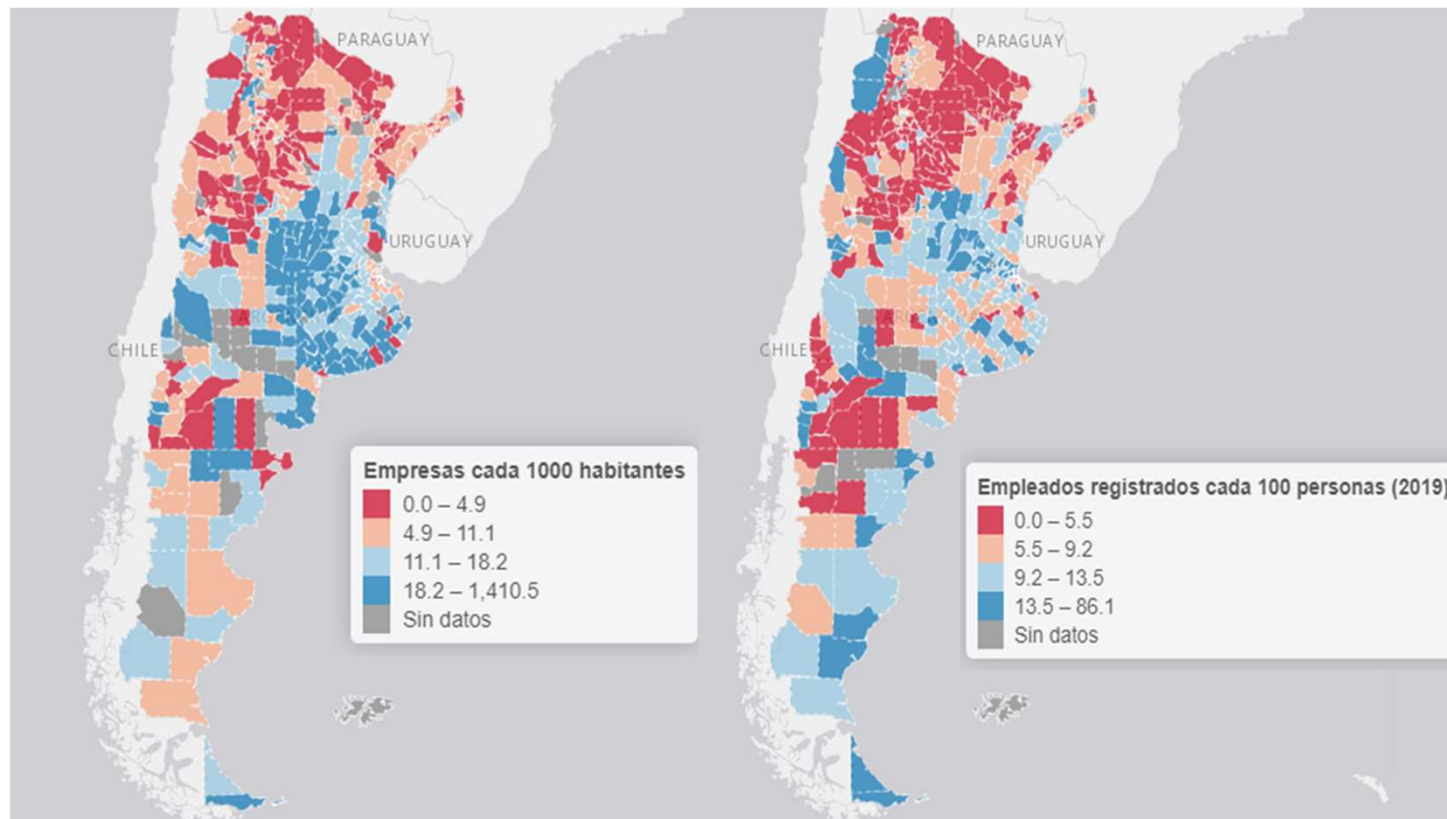 PARAGUAY
URUGUAY
ARGENTINA
CHILE
Empresas cada 1000 habitantes
0.0 – 4.9
4.9 – 11.1
11.1 – 18.2
18.2 – 1,410.5
Sin datos
PARAGUAY
URUGUAY
ARGENTINA
CHILE
Empleados registrados cada 100 personas (2019)
0.0 – 5.5
5.5 – 9.2
9.2 – 13.5
13.5 – 86.1
Sin datos